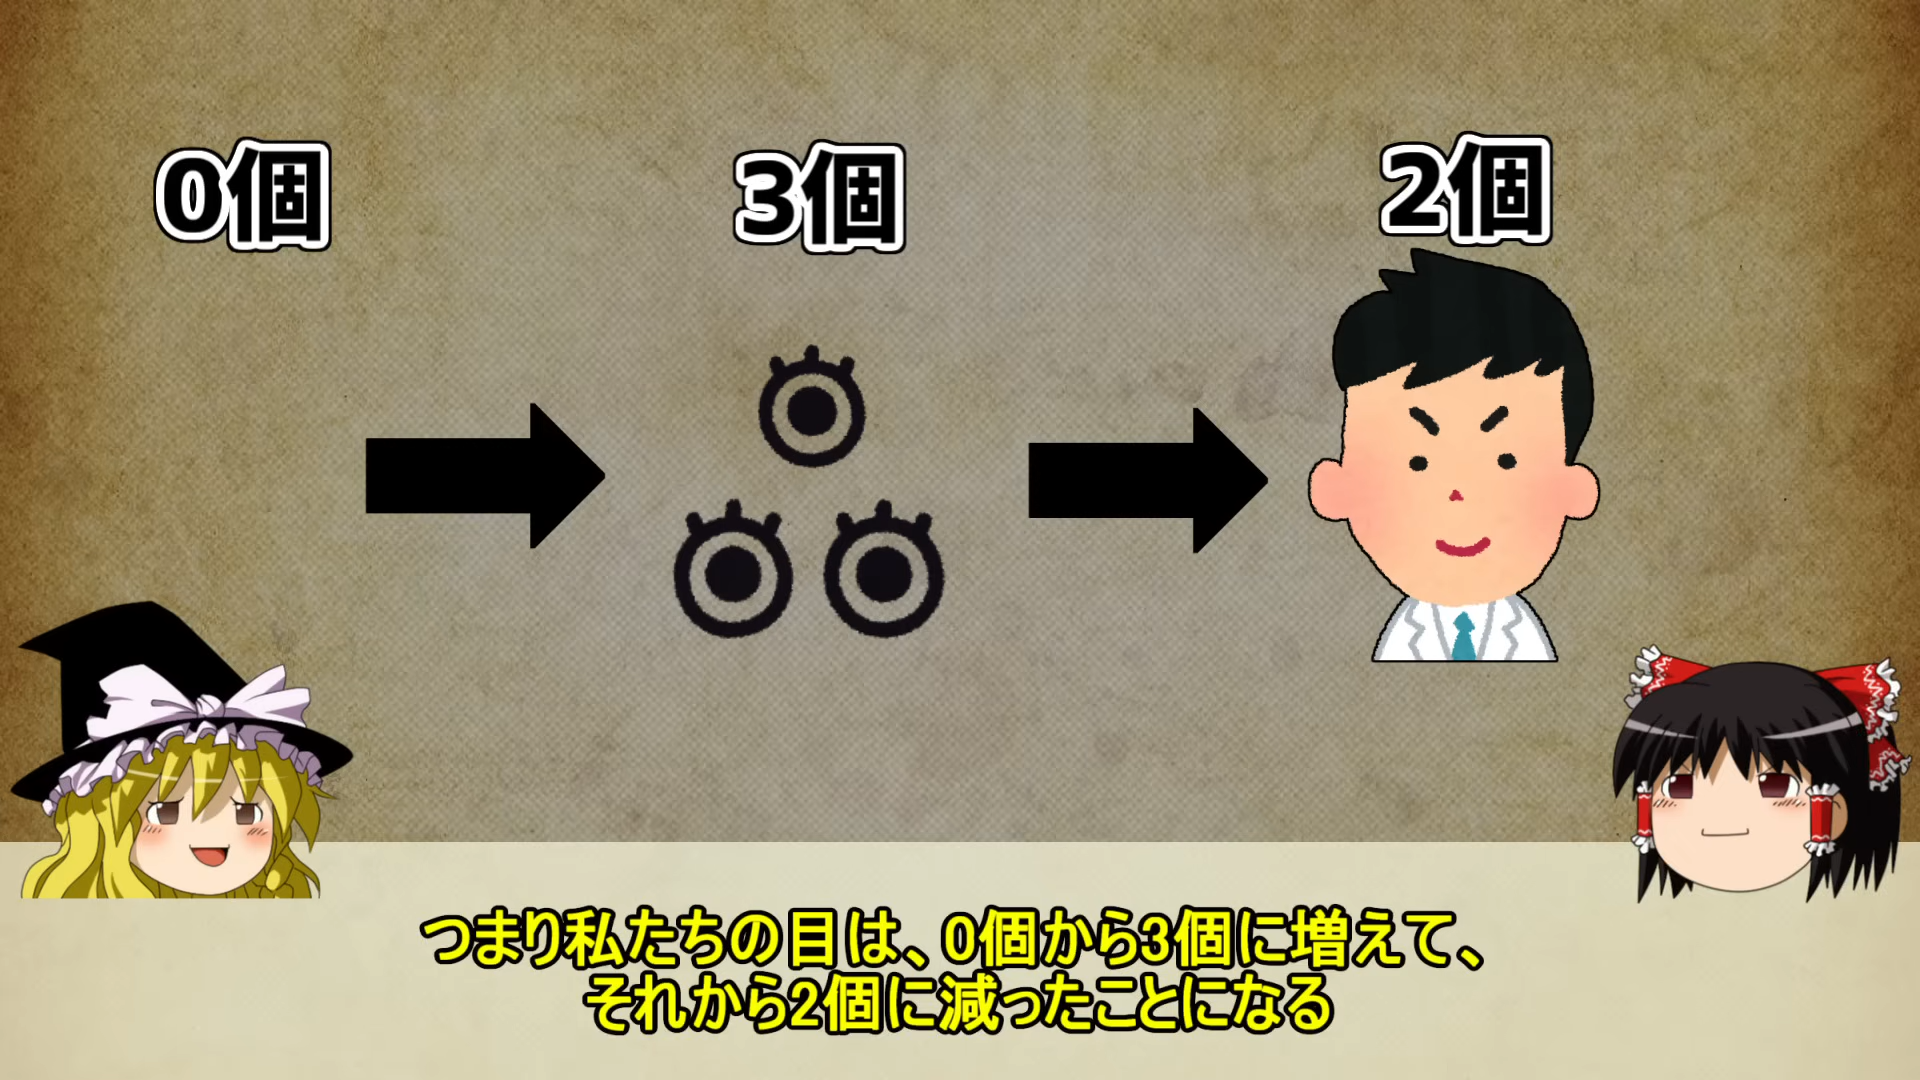 0個
3個
2個
つまり私たちの目は、0個から3個に増えて、
それから2個に減ったことになる